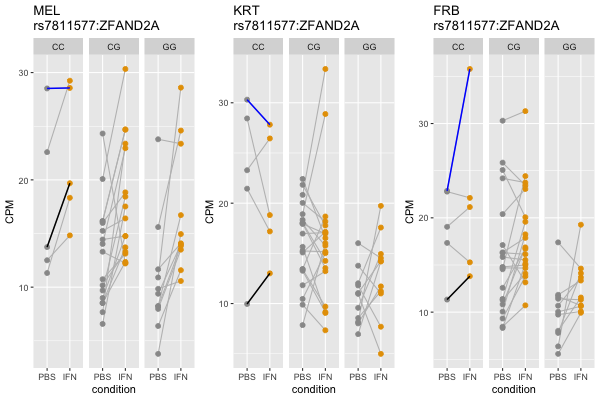 MEL
rs7811577:ZFAND2A
CC
CG
GG
30
20
10
CPM
PBS IFN PBS IFN PBS IFN
condition
KRT
rs7811577:ZFAND2A
CC
CG
GG
30
20
10
CPM
PBS IFN PBS IFN PBS IFN
condition
FRB
rs7811577:ZFAND2A
CC
CG
GG
30
20
10
CPM
PBS IFN PBS IFN PBS IFN
condition